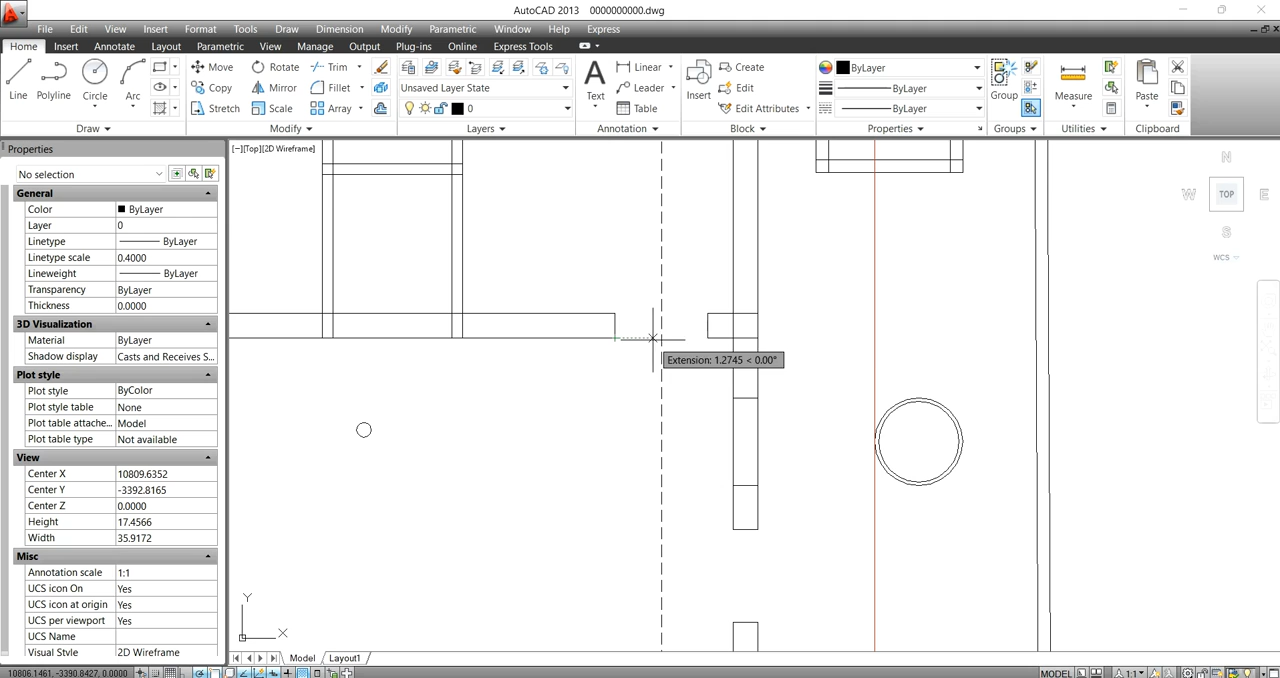 AutoCAD 2013 0000000000.dwg
File Edit View Insert Format Tools Draw Dimension Modify Parametric Window Help Express
Home Insert Annotate Layout Parametric View Manage Output Plug-ins Online Express Tools
Line Polyline Circle Arc
Move Rotate Trim
Copy Mirror Fillet
Stretch Scale Array
Unsaved Layer State
0
Text
Linear
Leader
Table
Insert
Create
Edit
Edit Attributes
ByLayer
ByLayer
ByLayer
Group
Measure
Paste
Draw Modify Layers Annotation Block Properties Groups Utilities Clipboard
Properties
No selection
General
Color ByLayer
Layer 0
Linetype ByLayer
Linetype scale 0.4000
Lineweight ByLayer
Transparency ByLayer
Thickness 0.0000
3D Visualization
Material ByLayer
Shadow display Casts and Receives S...
Plot style
Plot style ByColor
Plot style table None
Plot table attache... Model
Plot table type Not available
View
Center X 10809.6352
Center Y -3392.8165
Center Z 0.0000
Height 17.4566
Width 35.9172
Misc
Annotation scale 1:1
UCS icon On Yes
UCS icon at origin Yes
UCS per viewport Yes
UCS Name
Visual Style 2D Wireframe
[−][Top][2D Wireframe]
N
W TOP E
S
WCS
Extension: 1.2745 < 0.00°
Y
X
Model Layout1
10806.1461, -3390.8427, 0.0000
MODEL 1:1